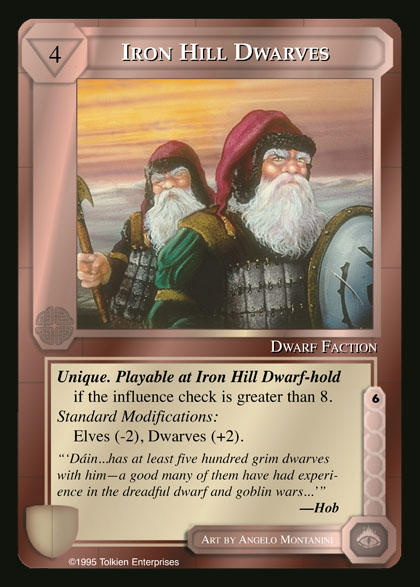 4
Iron Hill Dwarves
Dwarf Faction
Unique. Playable at Iron Hill Dwarf-hold
if the influence check is greater than 8.
Standard Modifications:
Elves (-2), Dwarves (+2).
“‘Dáin...has at least five hundred grim dwarves
with him—a good many of them have had experi-
ence in the dreadful dwarf and goblin wars...’”
—Hob
6
Art by Angelo Montanini
©1995 Tolkien Enterprises